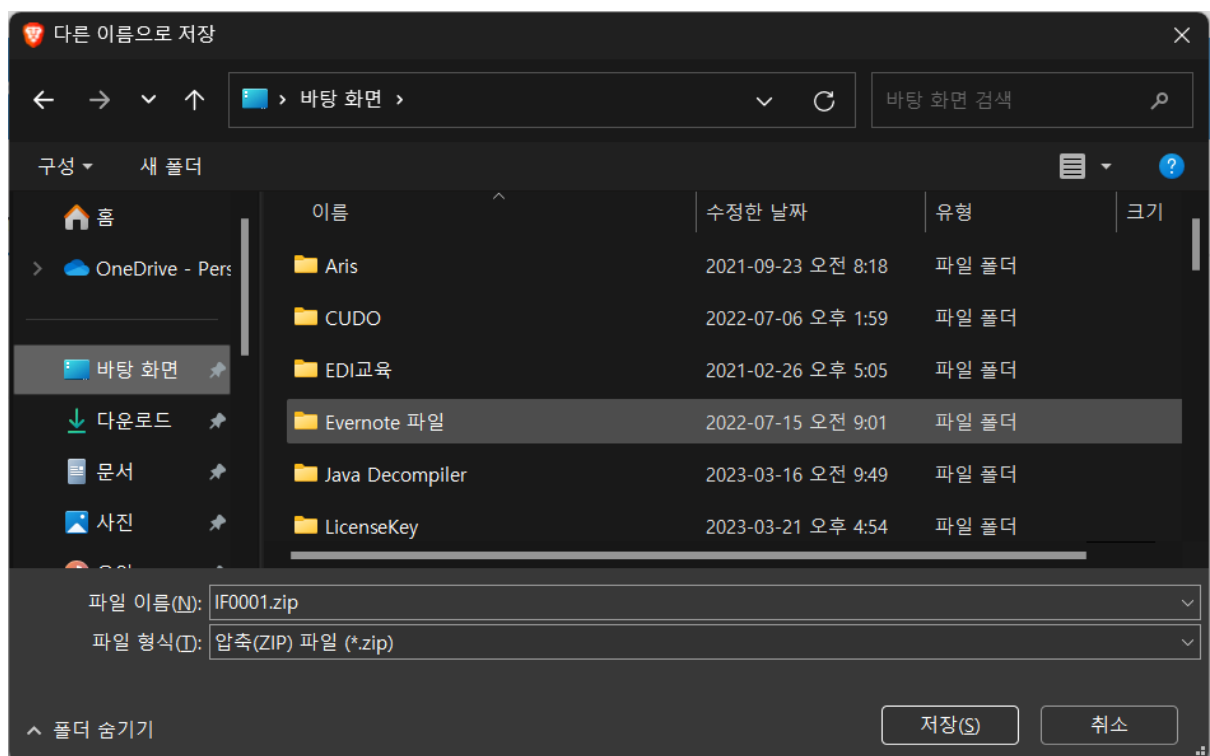 다른 이름으로 저장
바탕 화면
바탕 화면 검색
구성 새 폴더
이름 수정한 날짜 유형 크기
홈
OneDrive - Pers
바탕 화면
다운로드
문서
사진
Aris 2021-09-23 오전 8:18 파일 폴더
CUDO 2022-07-06 오후 1:59 파일 폴더
EDI교육 2021-02-26 오후 5:05 파일 폴더
Evernote 파일 2022-07-15 오전 9:01 파일 폴더
Java Decompiler 2023-03-16 오전 9:49 파일 폴더
LicenseKey 2023-03-21 오후 4:54 파일 폴더
파일 이름(N): IF0001.zip
파일 형식(T): 압축(ZIP) 파일 (*.zip)
폴더 숨기기 저장(S) 취소